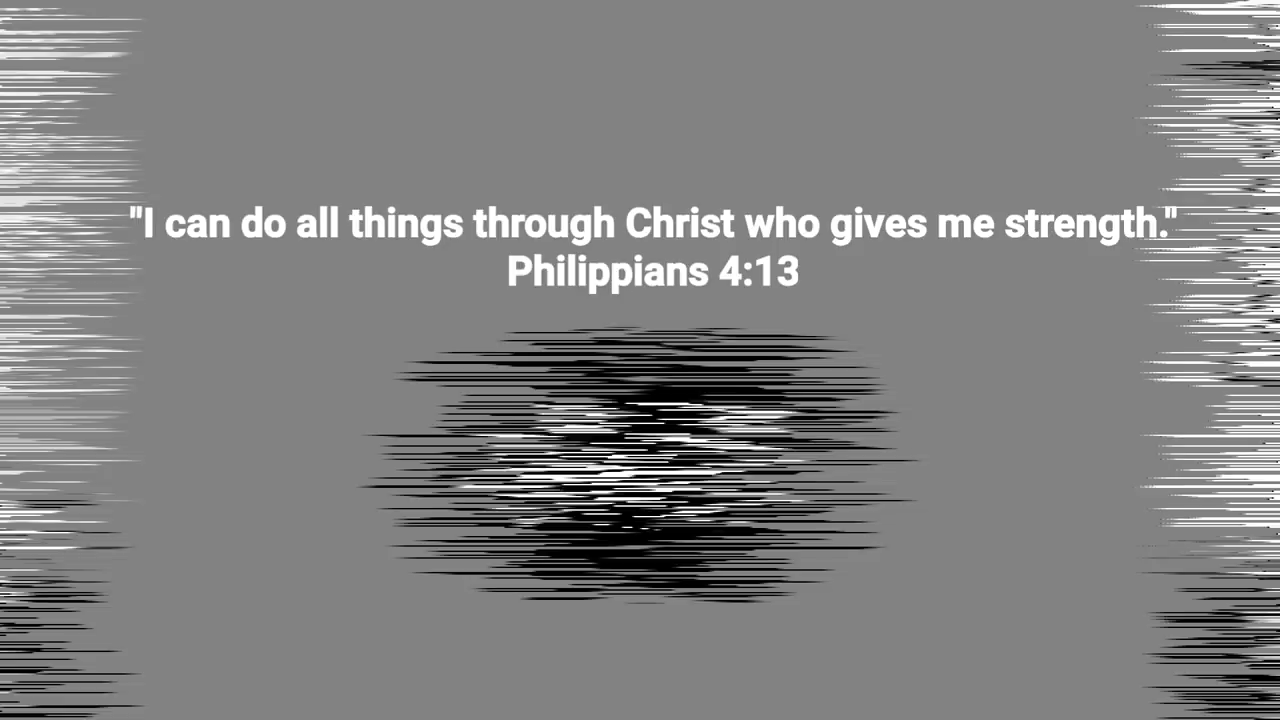 "I can do all things through Christ who gives me strength."
Philippians 4:13